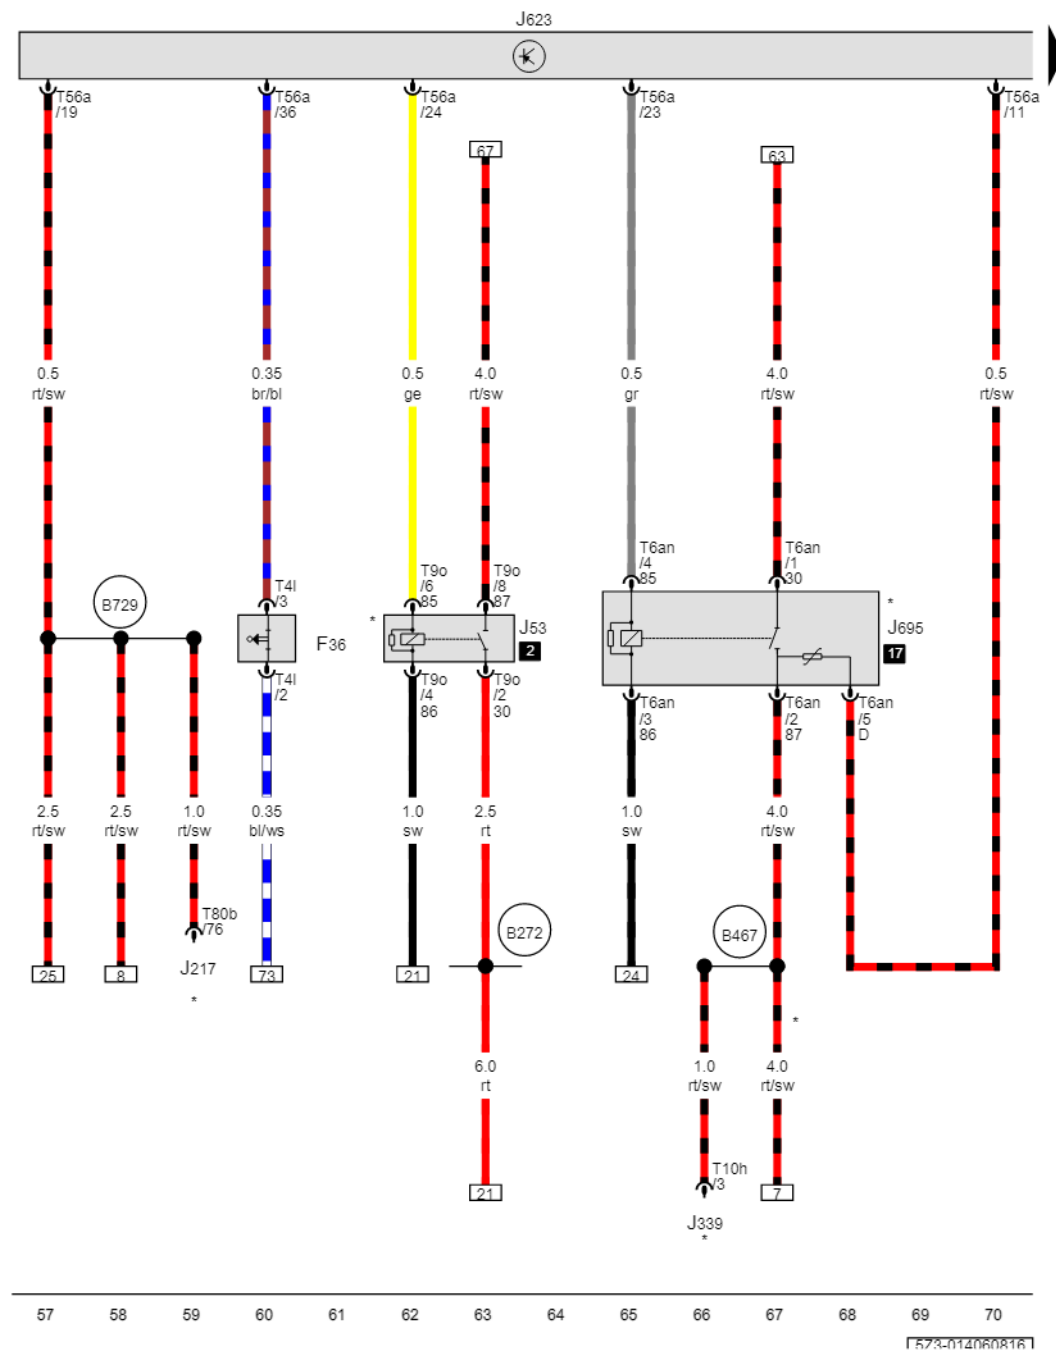 J623
T56a
/19
T56a
/36
T56a
/24
T56a
/23
T56a
/11
67
63
0.5
rt/sw
0.35
br/bl
0.5
ge
4.0
rt/sw
0.5
gr
4.0
rt/sw
0.5
rt/sw
B729
T4l
/3
T9o
/6
85
T9o
/8
87
T6an
/4
85
T6an
/1
30
F36
*
J53
2
*
J695
17
T4l
/2
T9o
/4
86
T9o
/2
30
T6an
/3
86
T6an
/2
87
T6an
/5
D
2.5
rt/sw
2.5
rt/sw
1.0
rt/sw
0.35
bl/ws
1.0
sw
2.5
rt
1.0
sw
4.0
rt/sw
T80b
/76
J217
*
B272
B467
25
8
73
21
24
*
6.0
rt
1.0
rt/sw
4.0
rt/sw
21
T10h
/3
J339
*
7
57 58 59 60 61 62 63 64 65 66 67 68 69 70
573-014060816